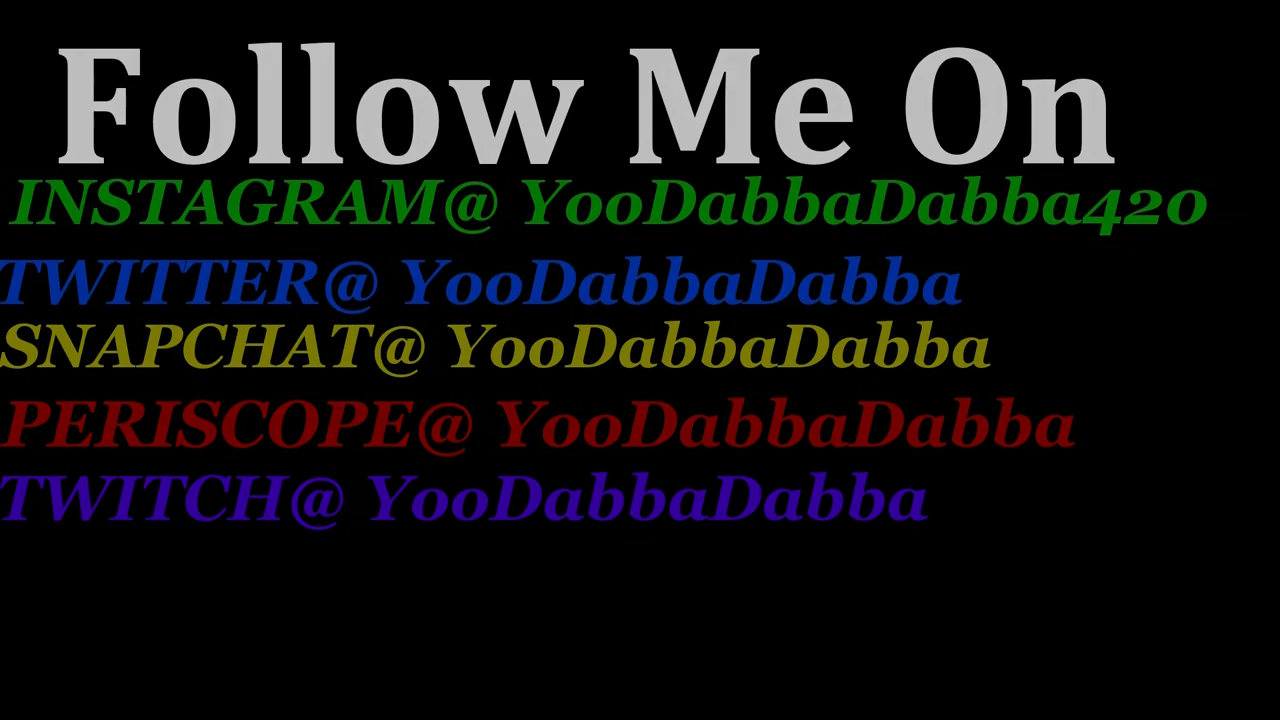 Follow Me On
INSTAGRAM@ YooDabbaDabba420
TWITTER@ YooDabbaDabba
SNAPCHAT@ YooDabbaDabba
PERISCOPE@ YooDabbaDabba
TWITCH@ YooDabbaDabba